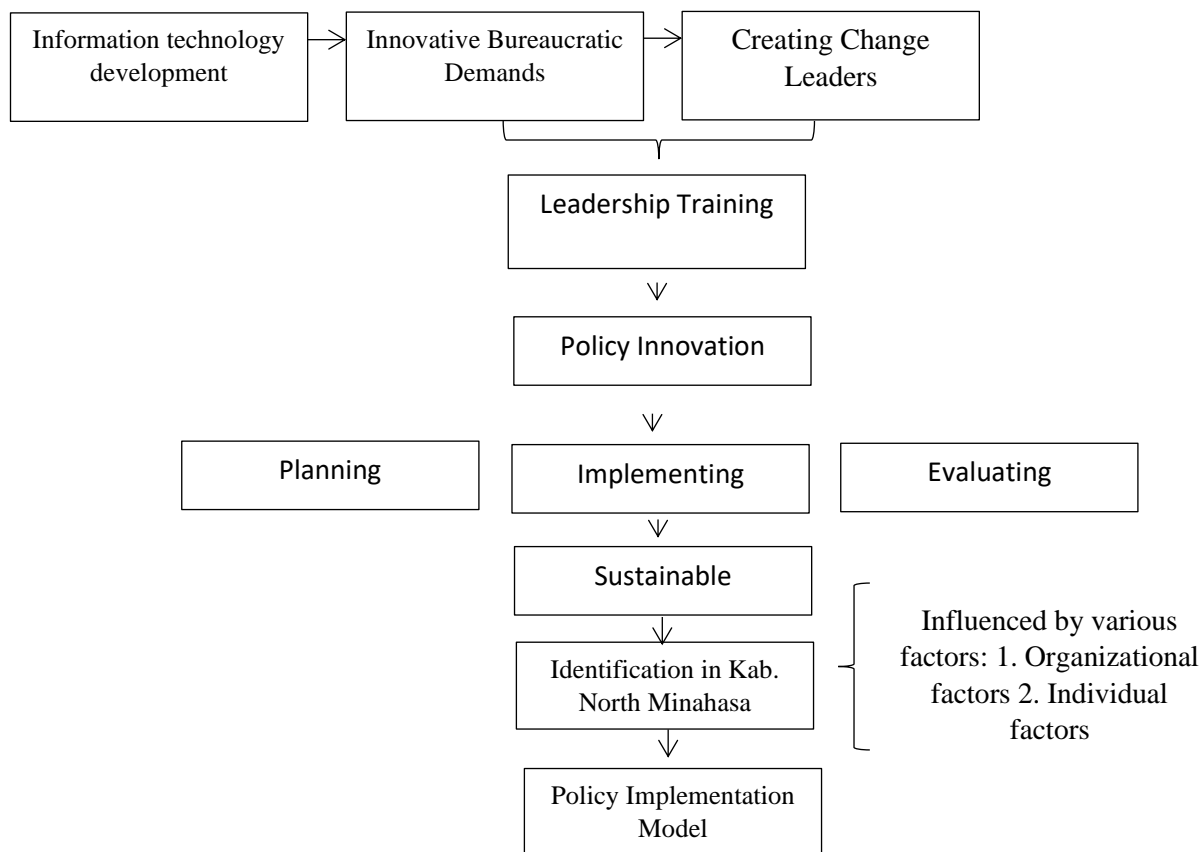 Information technology
development
Innovative Bureaucratic
Demands
Creating Change
Leaders
Leadership Training
Policy Innovation
Planning
Implementing
Evaluating
Sustainable
Identification in Kab.
North Minahasa
Influenced by various
factors: 1. Organizational
factors 2. Individual
factors
Policy Implementation
Model